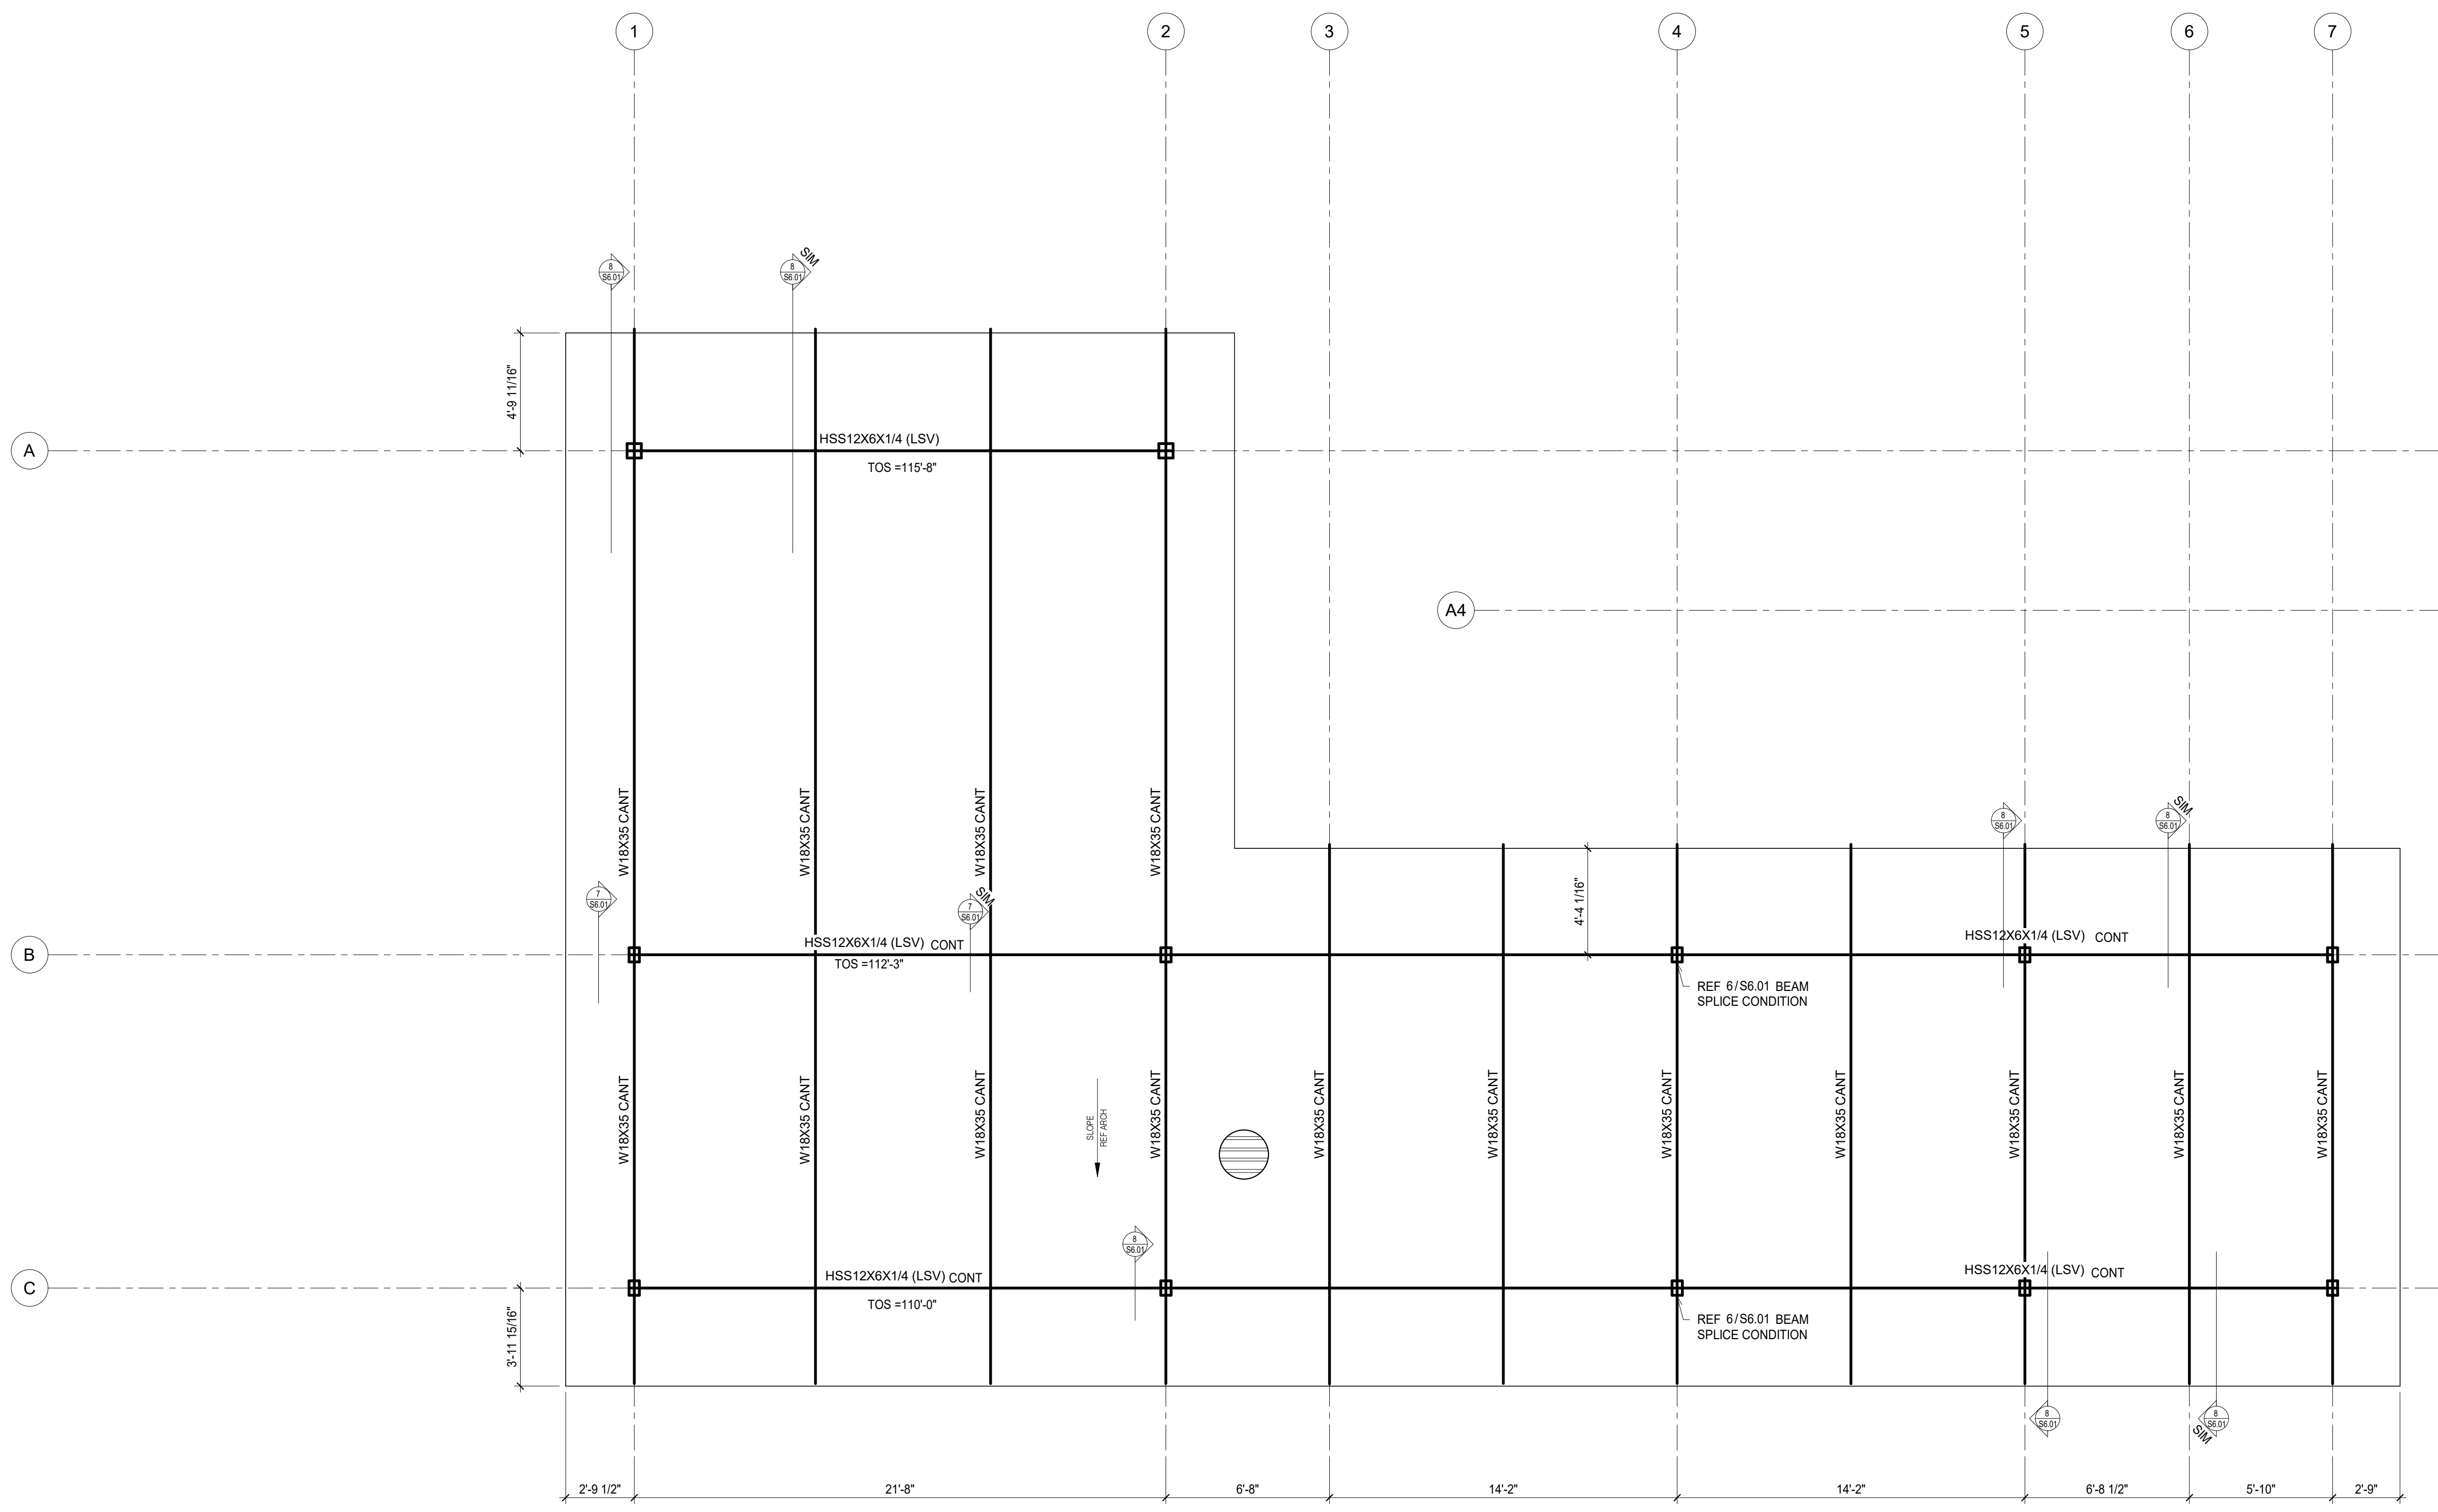 1
2
3
4
5
6
7
8
S6.01
8
S6.01
SIM
4'-9 11/16"
A
HSS12X6X1/4 (LSV)
TOS =115'-8"
A4
W18X35 CANT
W18X35 CANT
W18X35 CANT
W18X35 CANT
8
S6.01
8
S6.01
SIM
7
S6.01
7
S6.01
SIM
4'-4 1/16"
B
HSS12X6X1/4 (LSV) CONT
TOS =112'-3"
HSS12X6X1/4 (LSV) CONT
REF 6/S6.01 BEAM
SPLICE CONDITION
W18X35 CANT
W18X35 CANT
W18X35 CANT
SLOPE
REF ARCH
W18X35 CANT
W18X35 CANT
W18X35 CANT
W18X35 CANT
W18X35 CANT
W18X35 CANT
W18X35 CANT
W18X35 CANT
8
S6.01
C
HSS12X6X1/4 (LSV) CONT
TOS =110'-0"
HSS12X6X1/4 (LSV) CONT
REF 6/S6.01 BEAM
SPLICE CONDITION
3'-11 15/16"
8
S6.01
8
S6.01
SIM
2'-9 1/2"
21'-8"
6'-8"
14'-2"
14'-2"
6'-8 1/2"
5'-10"
2'-9"